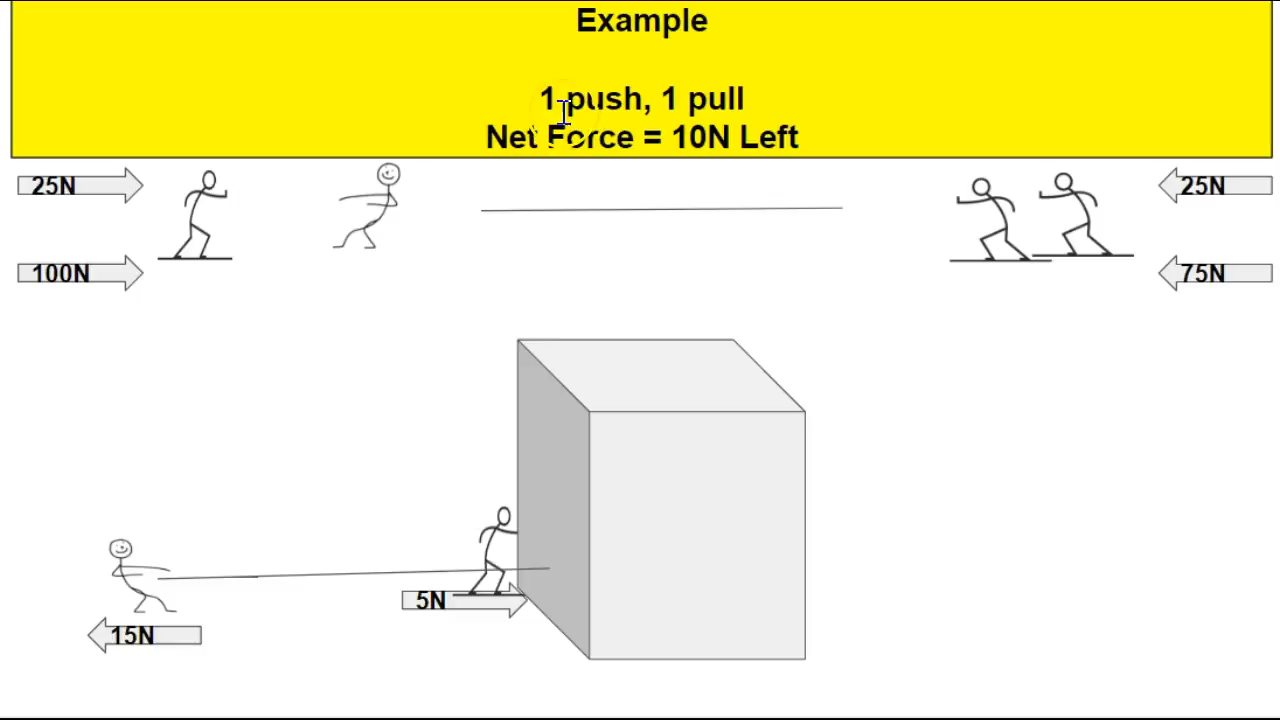 Example
1 push, 1 pull
Net Force = 10N Left
25N
25N
100N
75N
5N
15N